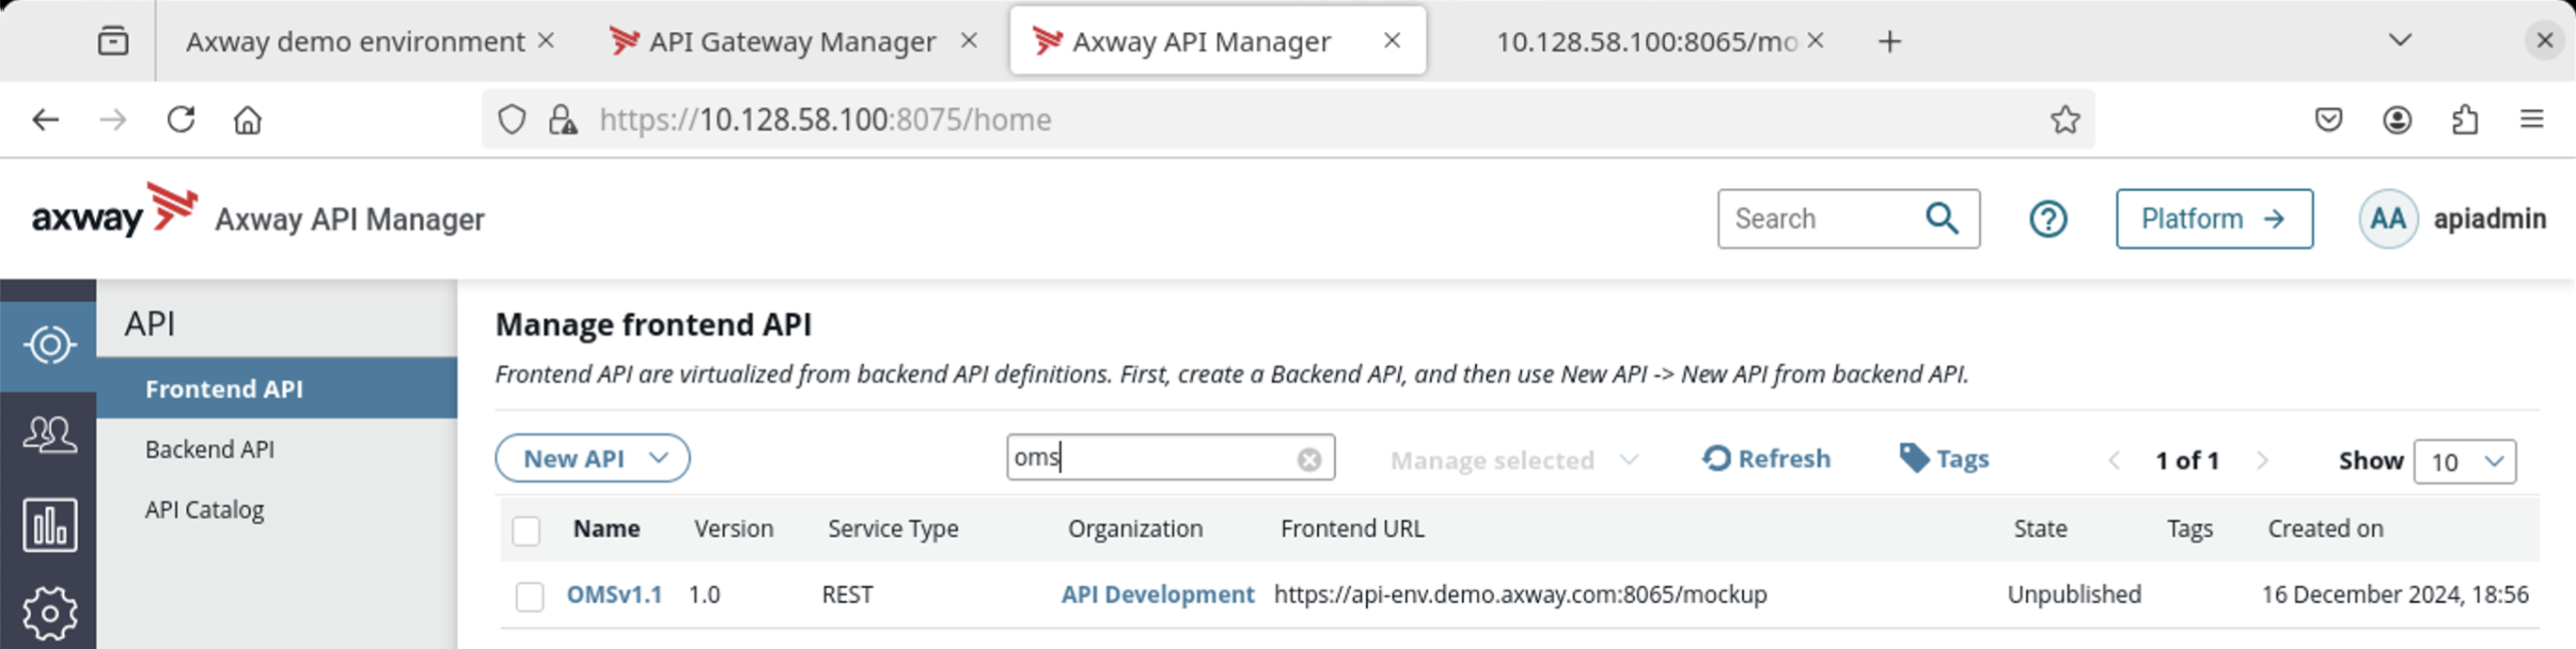 Axway demo environment API Gateway Manager Axway API Manager 10.128.58.100:8065/mo
https://10.128.58.100:8075/home
axway Axway API Manager Search Platform AA apiadmin
API
Frontend API
Backend API
API Catalog
Manage frontend API
Frontend API are virtualized from backend API definitions. First, create a Backend API, and then use New API -> New API from backend API.
New API oms Manage selected Refresh Tags 1 of 1 Show 10
Name Version Service Type Organization Frontend URL State Tags Created on
OMSv1.1 1.0 REST API Development https://api-env.demo.axway.com:8065/mockup Unpublished 16 December 2024, 18:56